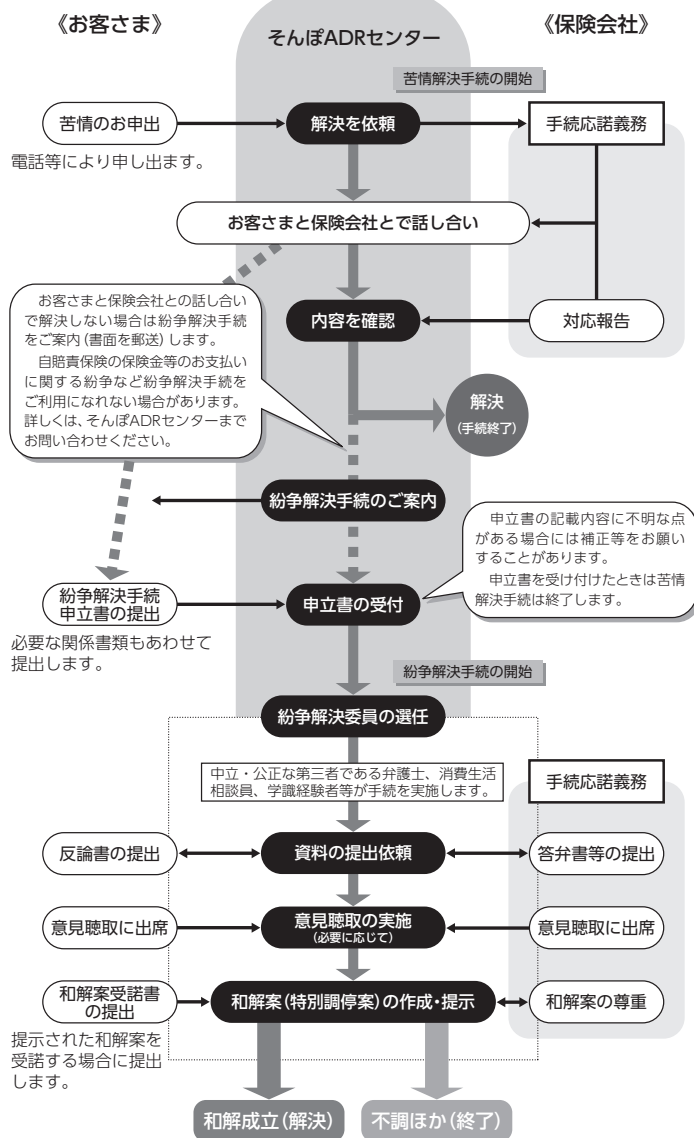 《お客さま》
そんぽADRセンター
《保険会社》
苦情解決手続の開始
苦情のお申出
解決を依頼
手続応諾義務
電話等により申し出ます。
お客さまと保険会社とで話し合い
お客さまと保険会社との話し合い
で解決しない場合は紛争解決手続
をご案内（書面を郵送）します。
自賠責保険の保険金等のお支払い
に関する紛争など紛争解決手続を
ご利用になれない場合があります。
詳しくは、そんぽADRセンターまで
お問い合わせください。
内容を確認
対応報告
解決
（手続終了）
紛争解決手続のご案内
申立書の記載内容に不明な点
がある場合には補正等をお願い
することがあります。
申立書を受け付けたときは苦情
解決手続は終了します。
紛争解決手続
申立書の提出
申立書の受付
必要な関係書類もあわせて
提出します。
紛争解決手続の開始
紛争解決委員の選任
中立・公正な第三者である弁護士、消費生活
相談員、学識経験者等が手続を実施します。
手続応諾義務
反論書の提出
資料の提出依頼
答弁書等の提出
意見聴取に出席
意見聴取の実施
（必要に応じて）
意見聴取に出席
和解案受諾書
の提出
和解案（特別調停案）の作成・提示
和解案の尊重
提示された和解案を
受諾する場合に提出
します。
和解成立（解決）
不調ほか（終了）